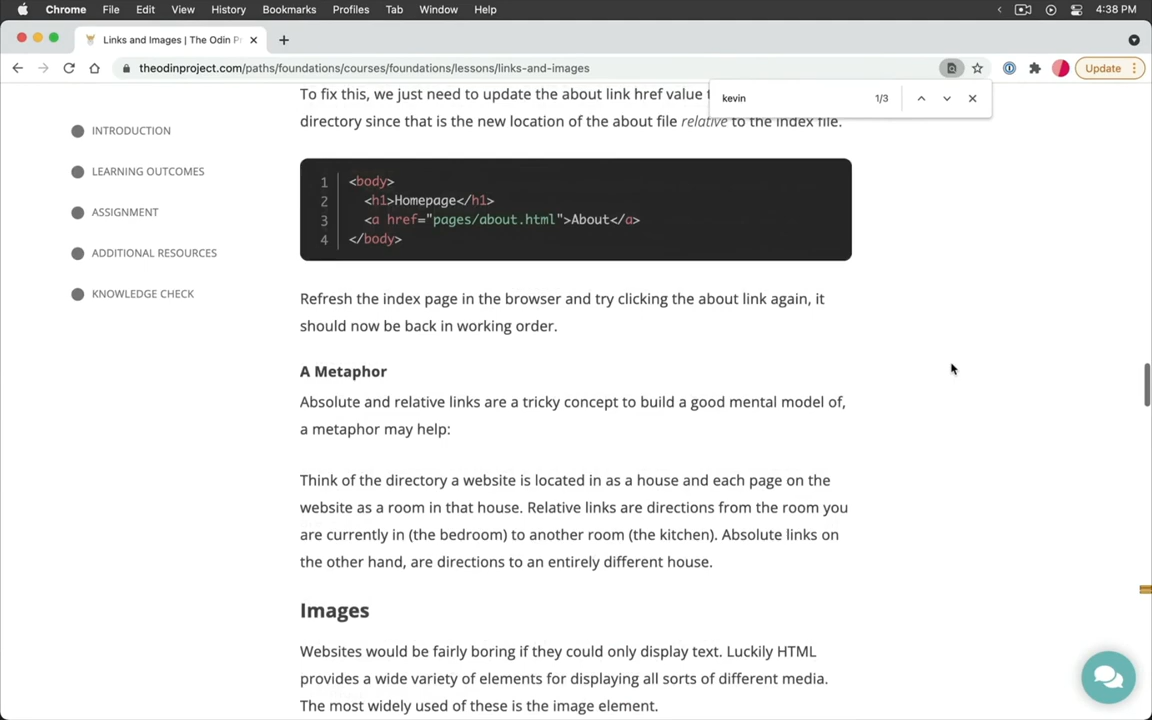 Chrome File Edit View History Bookmarks Profiles Tab Window Help 4:38 PM
Links and Images | The Odin Pr
theodinproject.com/paths/foundations/courses/foundations/lessons/links-and-images
Update
kevin 1/3
To fix this, we just need to update the about link href value
directory since that is the new location of the about file relative to the index file.
INTRODUCTION
LEARNING OUTCOMES
ASSIGNMENT
ADDITIONAL RESOURCES
KNOWLEDGE CHECK
1 <body>
2 <h1>Homepage</h1>
3 <a href="pages/about.html">About</a>
4 </body>
Refresh the index page in the browser and try clicking the about link again, it
should now be back in working order.
A Metaphor
Absolute and relative links are a tricky concept to build a good mental model of,
a metaphor may help:
Think of the directory a website is located in as a house and each page on the
website as a room in that house. Relative links are directions from the room you
are currently in (the bedroom) to another room (the kitchen). Absolute links on
the other hand, are directions to an entirely different house.
Images
Websites would be fairly boring if they could only display text. Luckily HTML
provides a wide variety of elements for displaying all sorts of different media.
The most widely used of these is the image element.